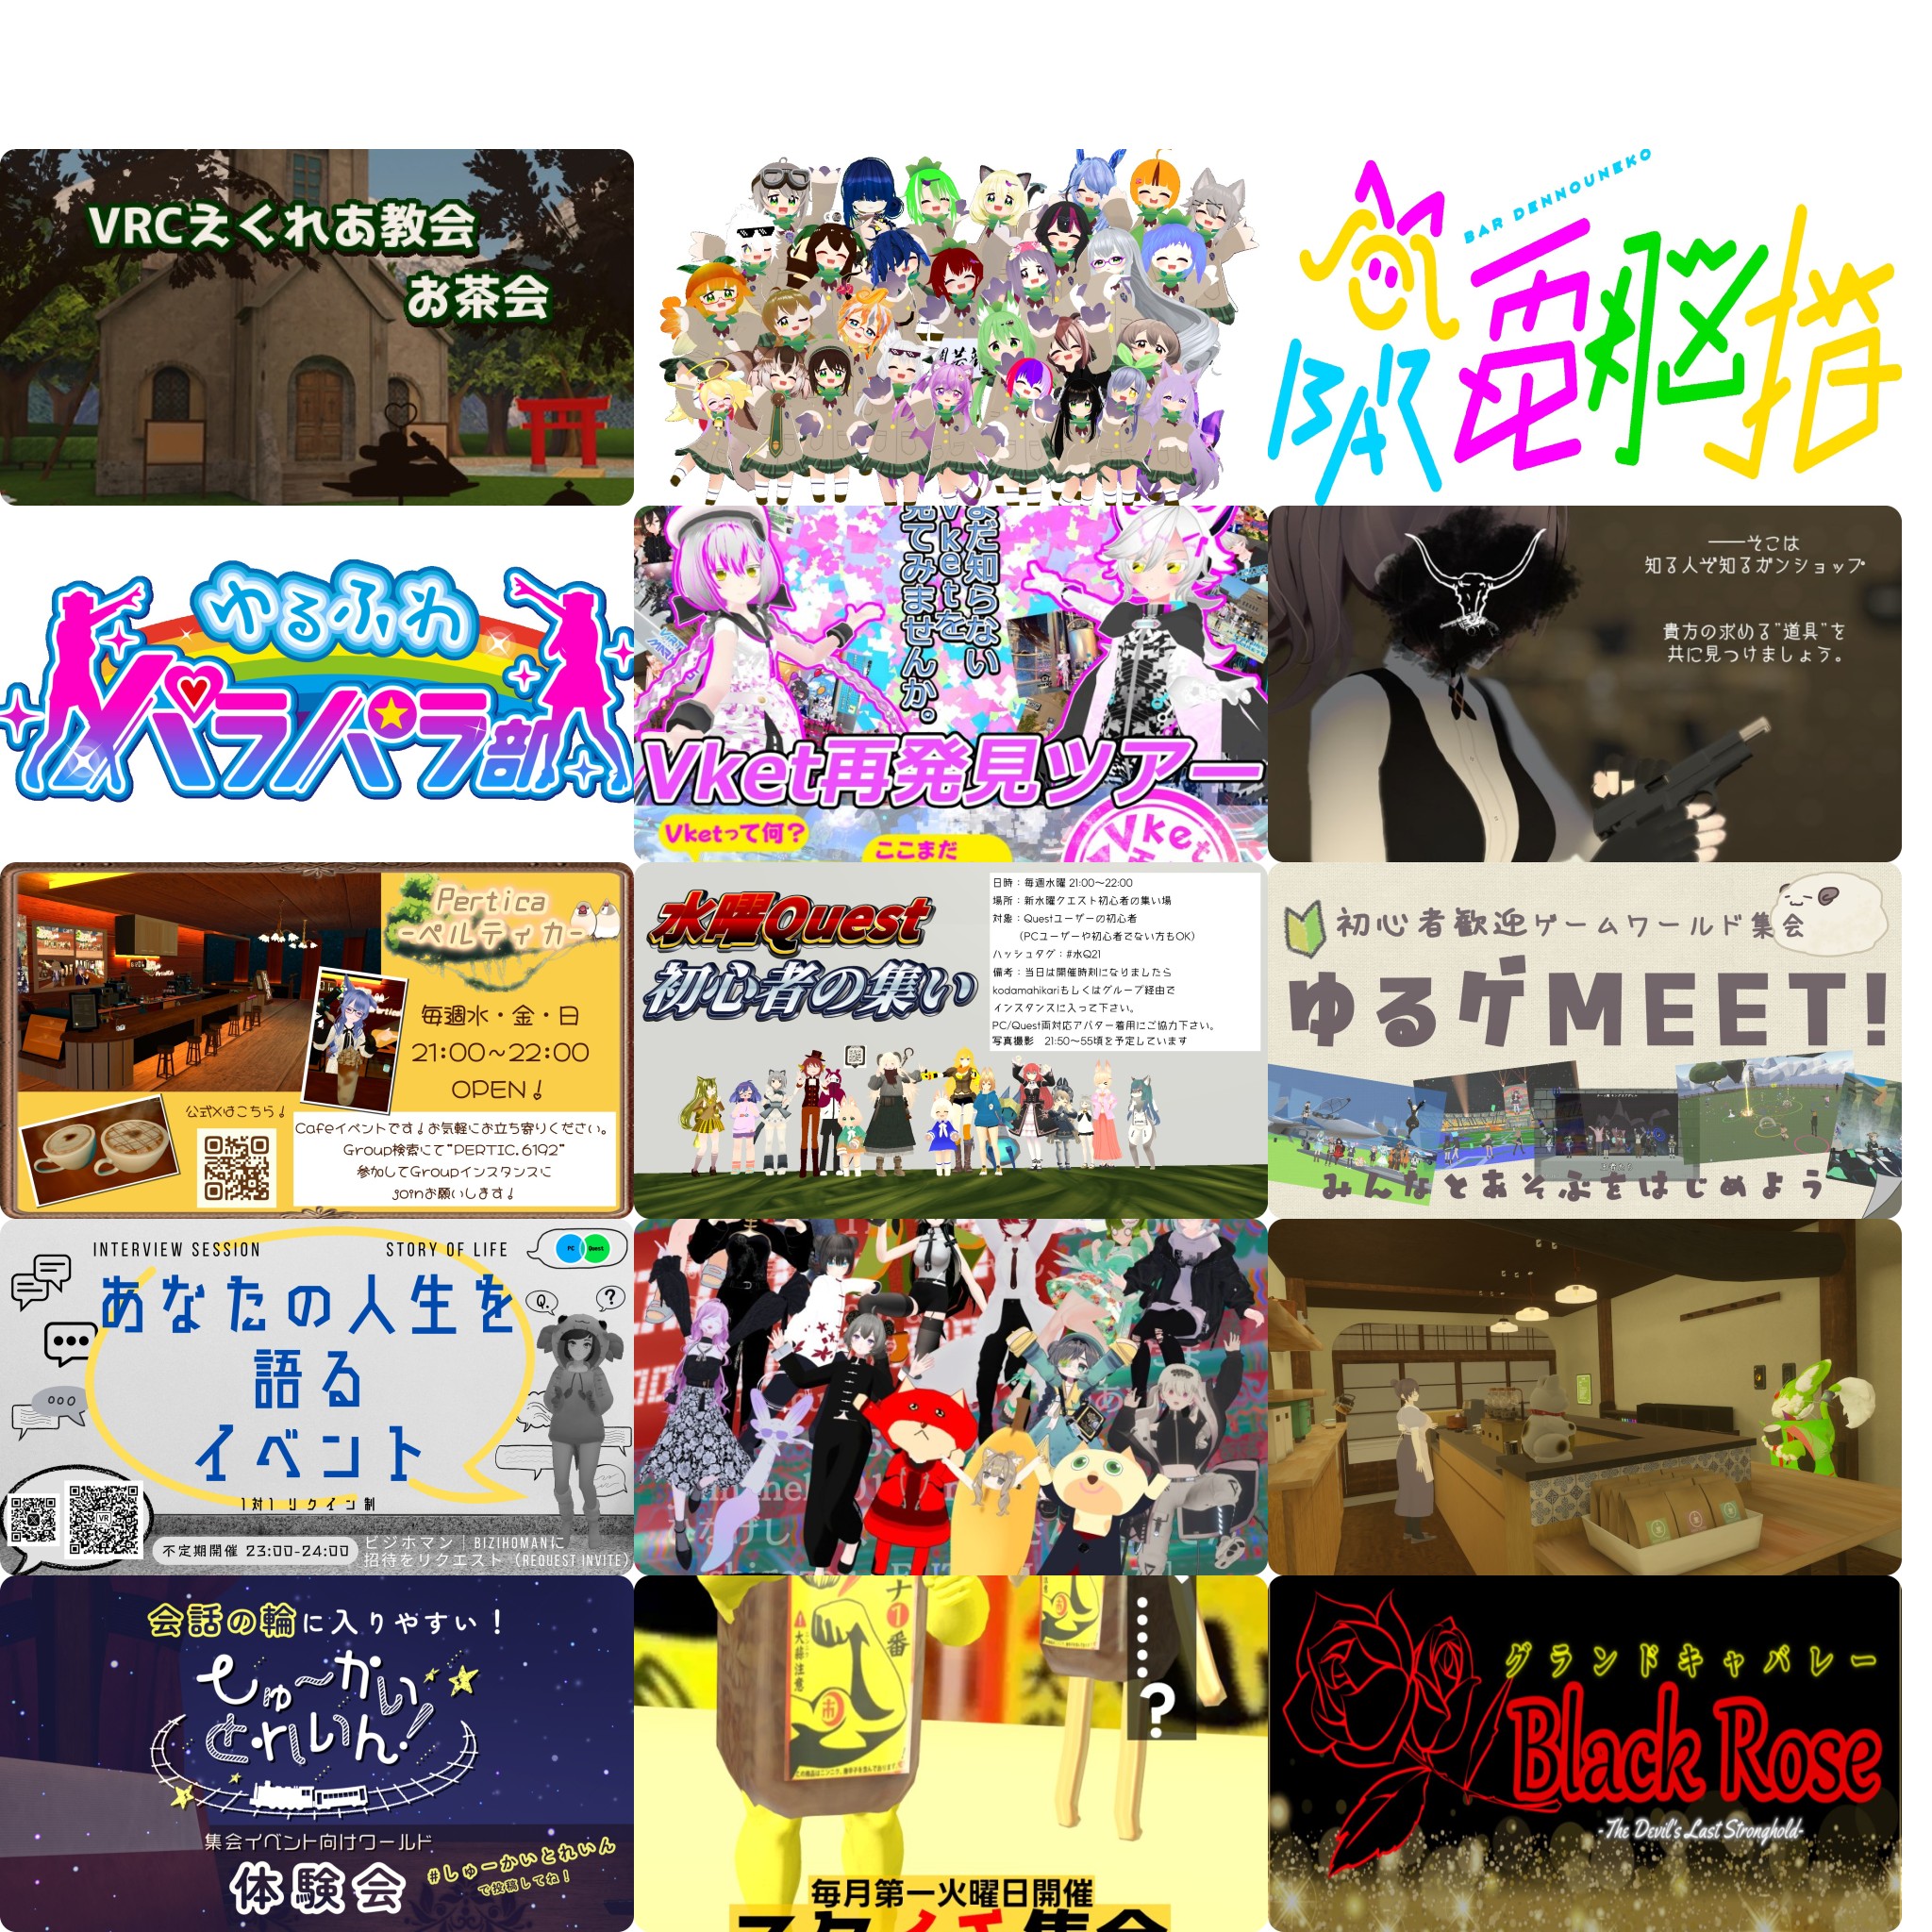 VRCえくれあ教会
お茶会
BAR DENNOUNEKO
BAR
電脳猫
ゆるふわ
パラパラ部
まだ知らない
Vketを
見てみませんか。
Vket再発見ツアー
Vketって何?
ここまだ
Vket
――そこは
知る人ぞ知るガンショップ
貴方の求める"道具"を
共に見つけましょう。
Pertica
-ペルティカ-
毎週水・金・日
21:00~22:00
OPEN!
公式Xはこちら!
Cafeイベントです!お気軽にお立ち寄りください。
Group検索にて"PERTIC.6192"
参加してGroupインスタンスに
joinお願いします!
水曜Quest
初心者の集い
日時:毎週水曜 21:00~22:00
場所:新水曜クエスト初心者の集い場
対象:Questユーザーの初心者
(PCユーザーや初心者でない方もOK)
ハッシュタグ:#水Q21
備考:当日は開催時刻になりましたら
kodamahikariもしくはグループ経由で
インスタンスに入って下さい。
PC/Quest両対応アバター着用にご協力下さい。
写真撮影 21:50~55頃を予定しています
初心者歓迎ゲームワールド集会
ゆるゲMEET!
みんなとあそぶをはじめよう
INTERVIEW SESSION
STORY OF LIFE
PC Quest
Q. ?
あなたの人生を
語る
イベント
1対1 リクイン制
不定期開催 23:00-24:00
ビジホマン|BIZIHOMANに
招待をリクエスト(REQUEST INVITE)
会話の輪に入りやすい!
しゅ〜かい
とれいん!
集会イベント向けワールド
体験会
#しゅーかいとれいん
で投稿してね!
ナ①番
大蒜注意
……?
毎月第一火曜日開催
グランドキャバレー
Black Rose
-The Devil's Last Stronghold-